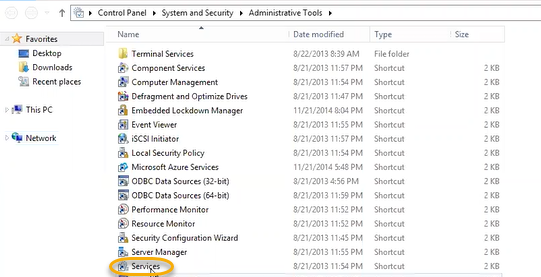 Control Panel ▸ System and Security ▸ Administrative Tools ▸
Favorites
Desktop
Downloads
Recent places
This PC
Network
Name Date modified Type Size
Terminal Services 8/22/2013 8:39 AM File folder
Component Services 8/21/2013 11:57 PM Shortcut 2 KB
Computer Management 8/21/2013 11:54 PM Shortcut 2 KB
Defragment and Optimize Drives 8/21/2013 11:47 PM Shortcut 2 KB
Embedded Lockdown Manager 11/21/2014 8:04 PM Shortcut 2 KB
Event Viewer 8/21/2013 11:55 PM Shortcut 2 KB
iSCSI Initiator 8/21/2013 11:57 PM Shortcut 2 KB
Local Security Policy 8/21/2013 11:54 PM Shortcut 2 KB
Microsoft Azure Services 11/21/2014 5:48 PM Shortcut 2 KB
ODBC Data Sources (32-bit) 8/21/2013 4:56 PM Shortcut 2 KB
ODBC Data Sources (64-bit) 8/21/2013 11:59 PM Shortcut 2 KB
Performance Monitor 8/21/2013 11:52 PM Shortcut 2 KB
Resource Monitor 8/21/2013 11:52 PM Shortcut 2 KB
Security Configuration Wizard 8/21/2013 11:45 PM Shortcut 2 KB
Server Manager 8/21/2013 11:55 PM Shortcut 2 KB
Services 8/21/2013 11:54 PM Shortcut 2 KB